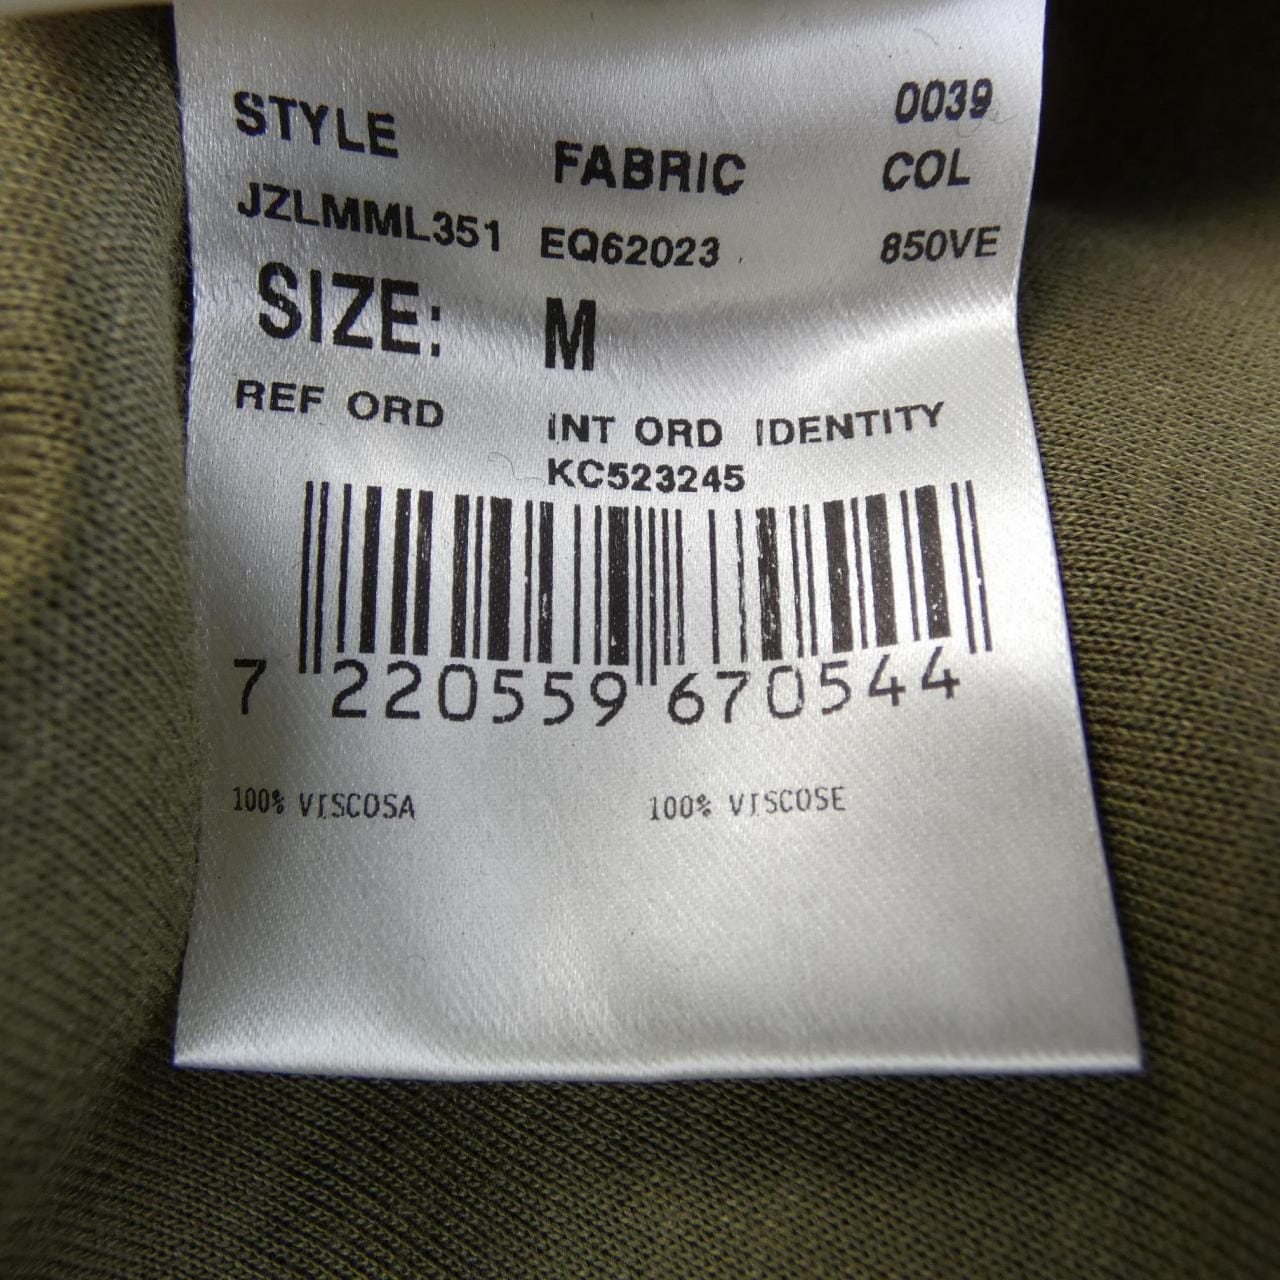 0039
STYLE FABRIC COL
JZLMML351 EQ62023 850VE
SIZE: M
REF ORD INT ORD IDENTITY
KC523245
7 220559 670544
100% VISCOSA 100% VISCOSE